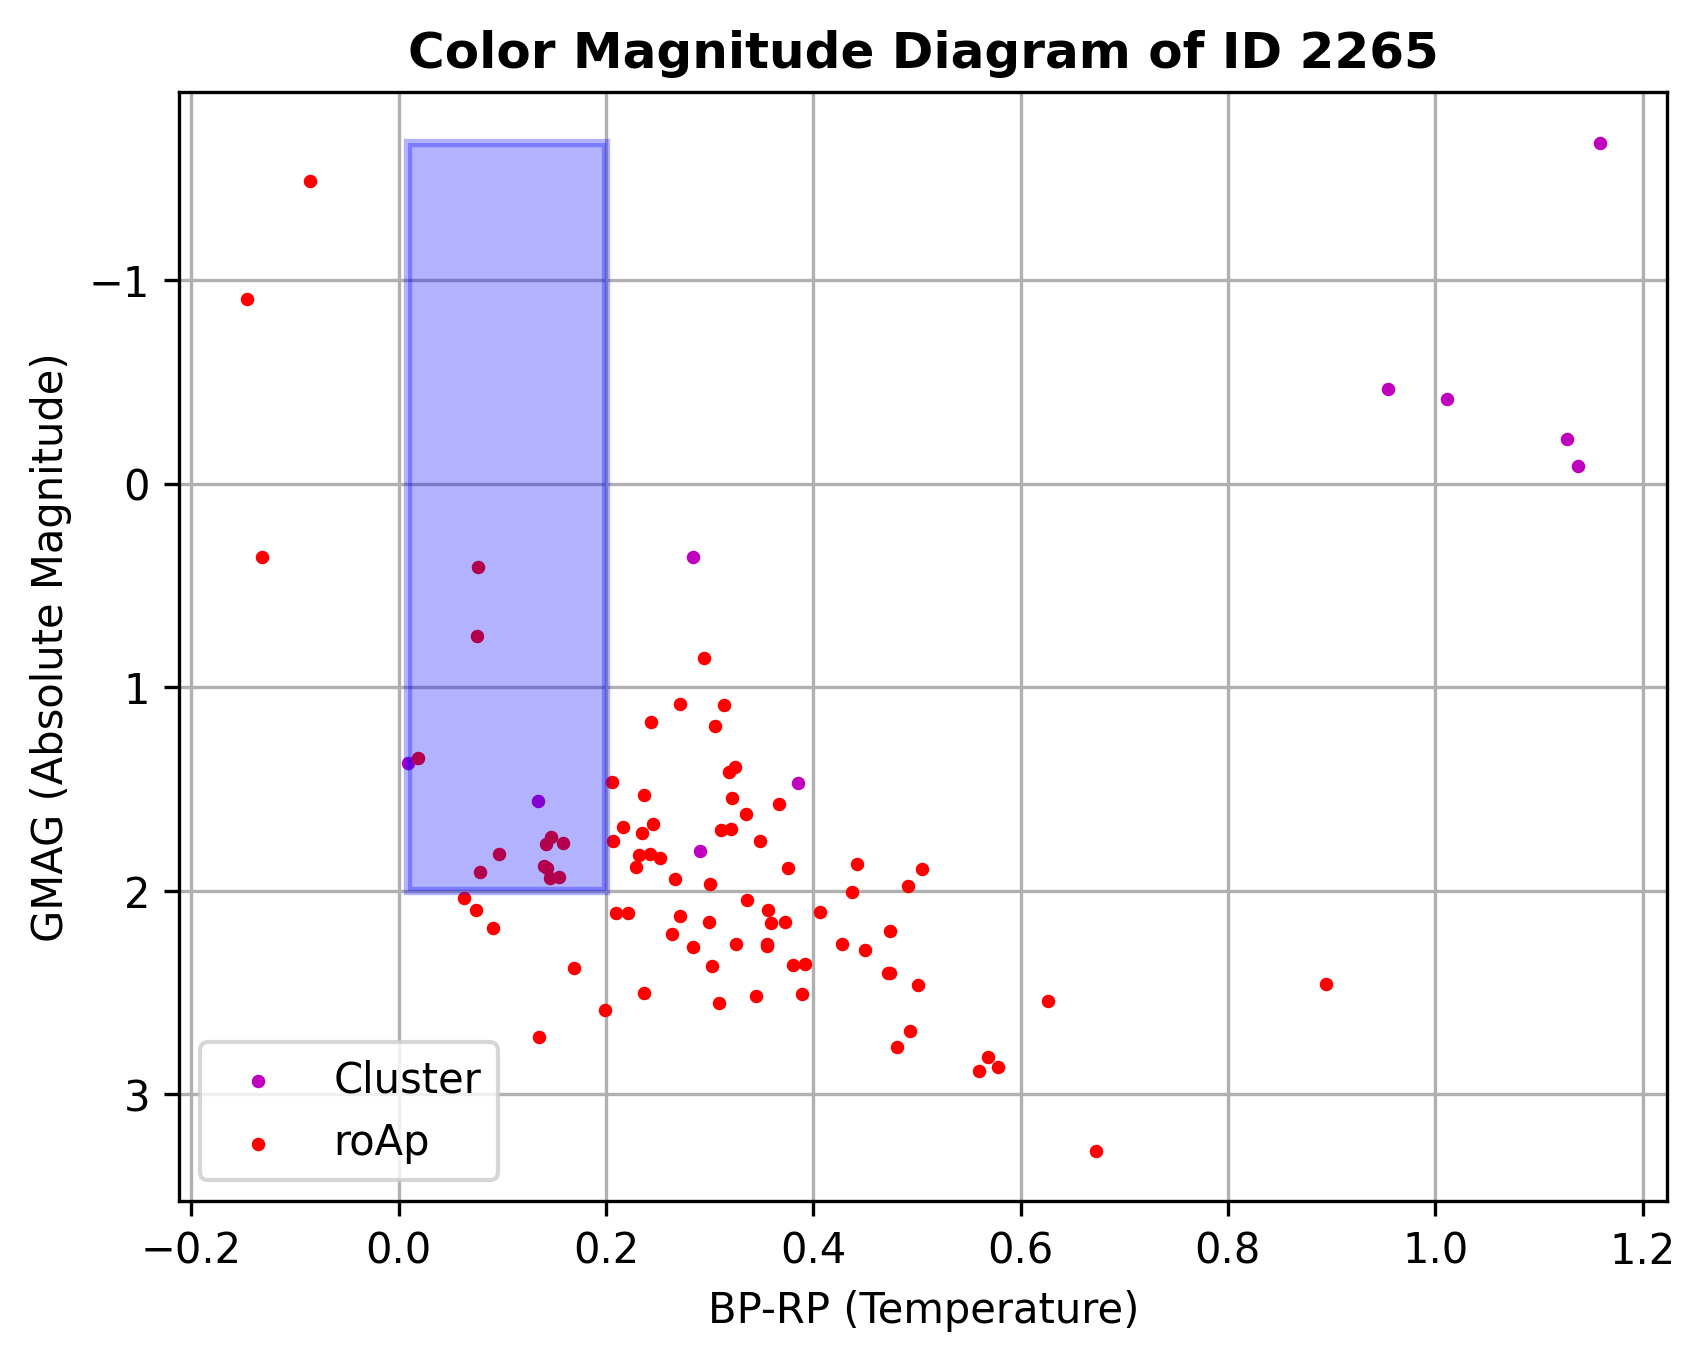 Color Magnitude Diagram of ID 2265
GMAG (Absolute Magnitude)
−1
0
1
2
3
Cluster
roAp
−0.2 0.0 0.2 0.4 0.6 0.8 1.0 1.2
BP-RP (Temperature)